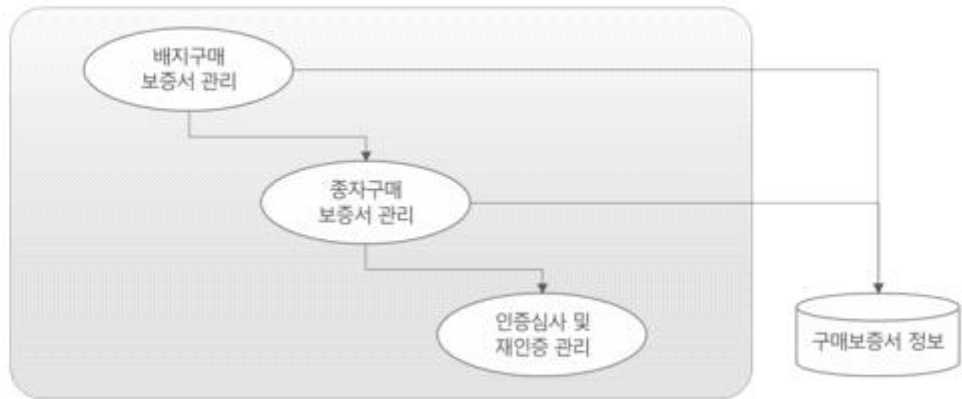 배지구매
보증서 관리
종자구매
보증서 관리
인증심사 및
재인증 관리
구매보증서 정보